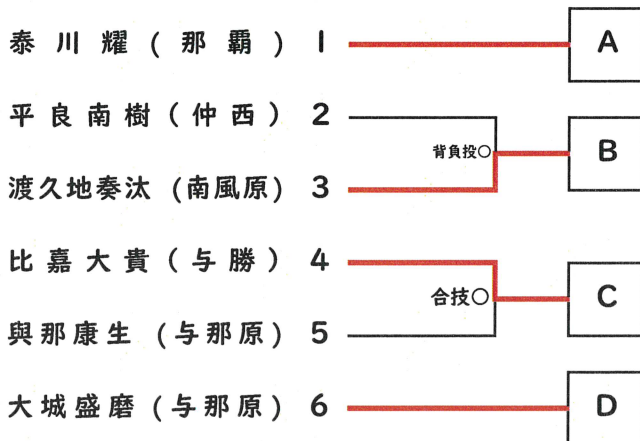 泰川耀(那覇) 1 A
平良南樹(仲西) 2
背負投○ B
渡久地奏汰(南風原) 3
比嘉大貴(与勝) 4
合技○ C
與那康生(与那原) 5
大城盛磨(与那原) 6 D